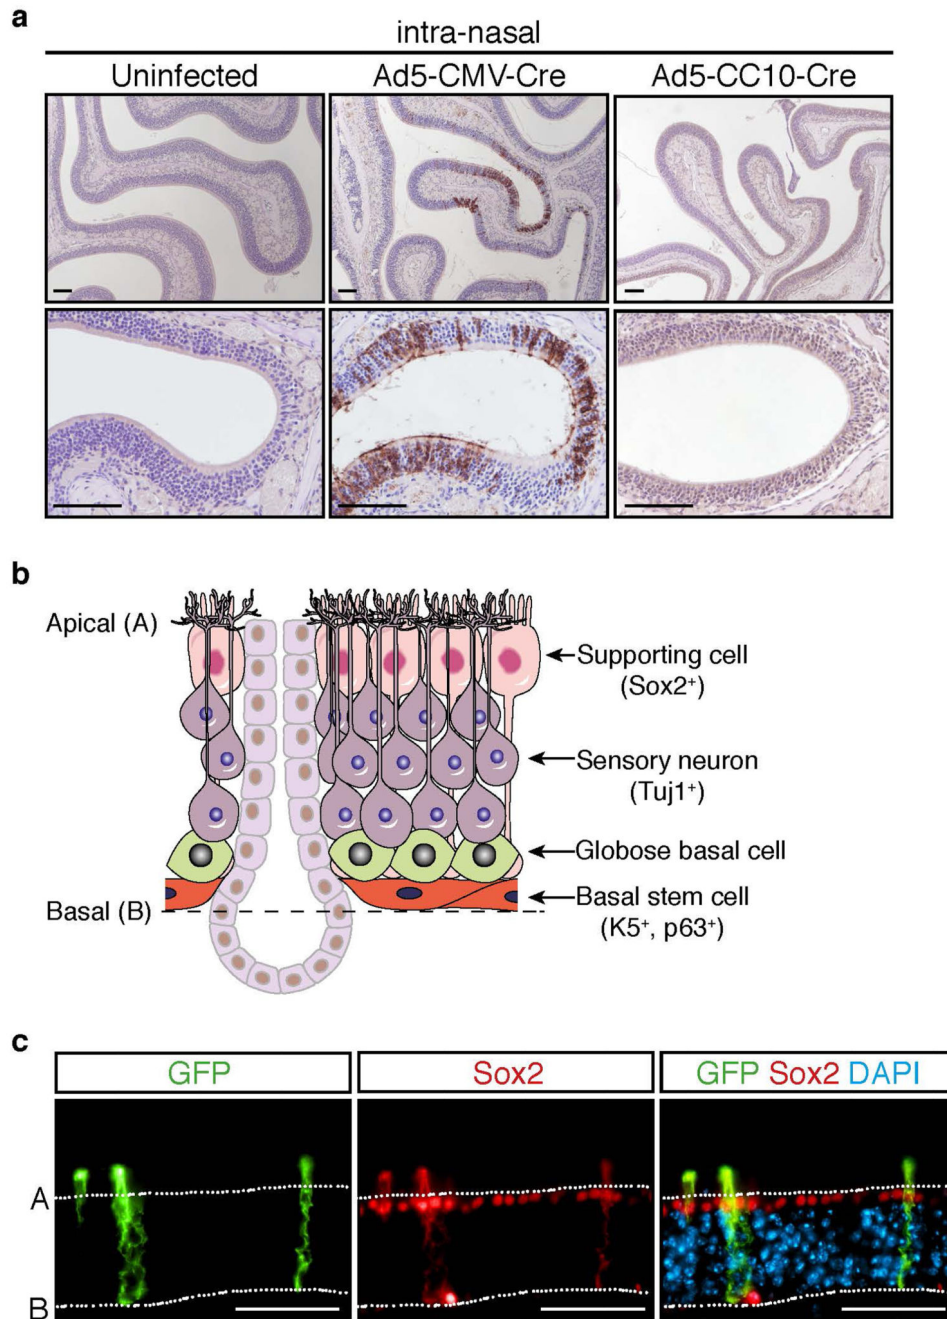 a
intra-nasal
Uninfected
Ad5-CMV-Cre
Ad5-CC10-Cre
b
Apical (A)
Supporting cell
(Sox2⁺)
Sensory neuron
(Tuj1⁺)
Globose basal cell
Basal stem cell
(K5⁺, p63⁺)
Basal (B)
c
GFP
Sox2
GFP Sox2 DAPI
A
B